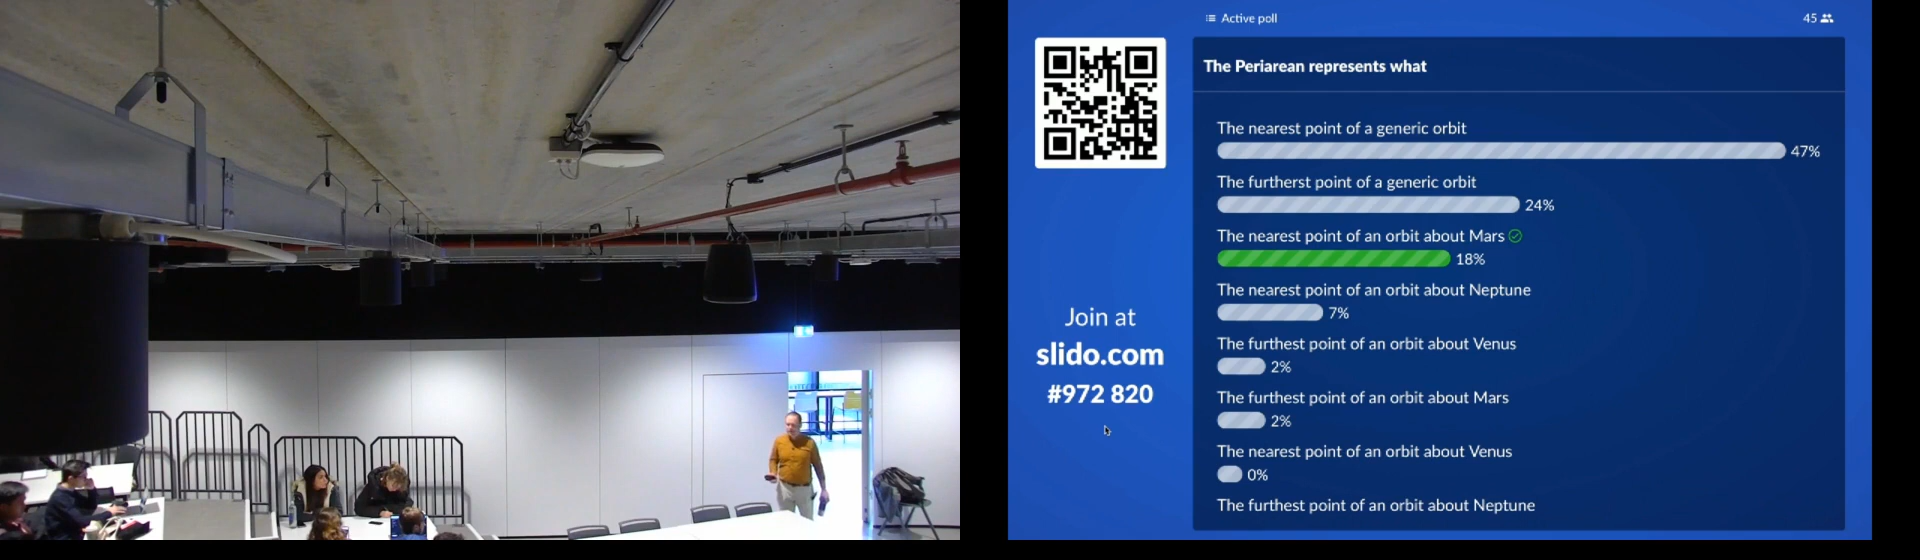 Active poll
45
The Periarean represents what
The nearest point of a generic orbit
47%
The furtherst point of a generic orbit
24%
The nearest point of an orbit about Mars
18%
The nearest point of an orbit about Neptune
7%
The furthest point of an orbit about Venus
2%
The furthest point of an orbit about Mars
2%
The nearest point of an orbit about Venus
0%
The furthest point of an orbit about Neptune
Join at
slido.com
#972 820